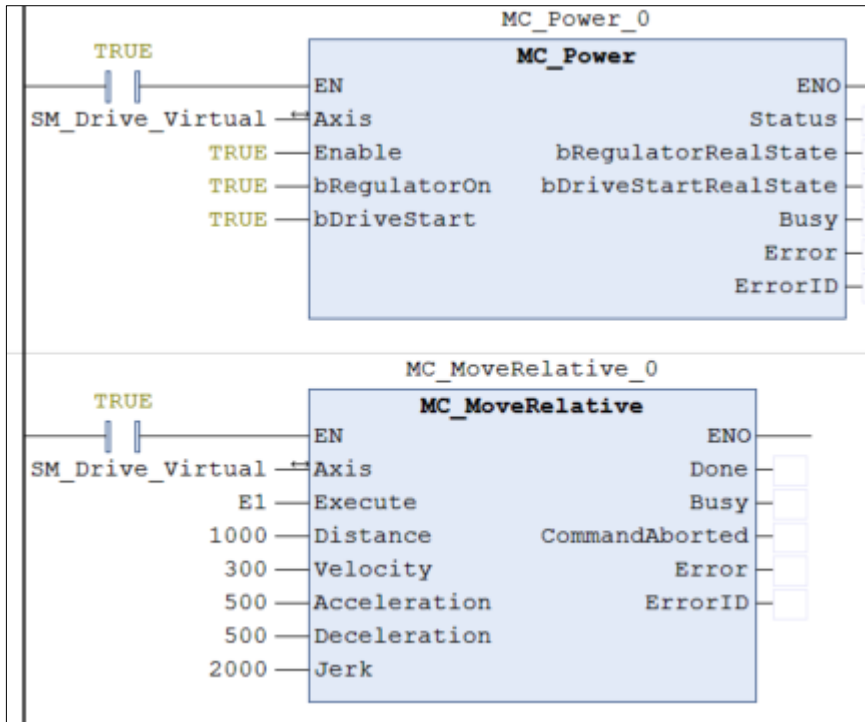 MC_Power_0
TRUE
MC_Power
EN ENO
SM_Drive_Virtual Axis Status
TRUE Enable bRegulatorRealState
TRUE bRegulatorOn bDriveStartRealState
TRUE bDriveStart Busy
Error
ErrorID
MC_MoveRelative_0
TRUE
MC_MoveRelative
EN ENO
SM_Drive_Virtual Axis Done
E1 Execute Busy
1000 Distance CommandAborted
300 Velocity Error
500 Acceleration ErrorID
500 Deceleration
2000 Jerk